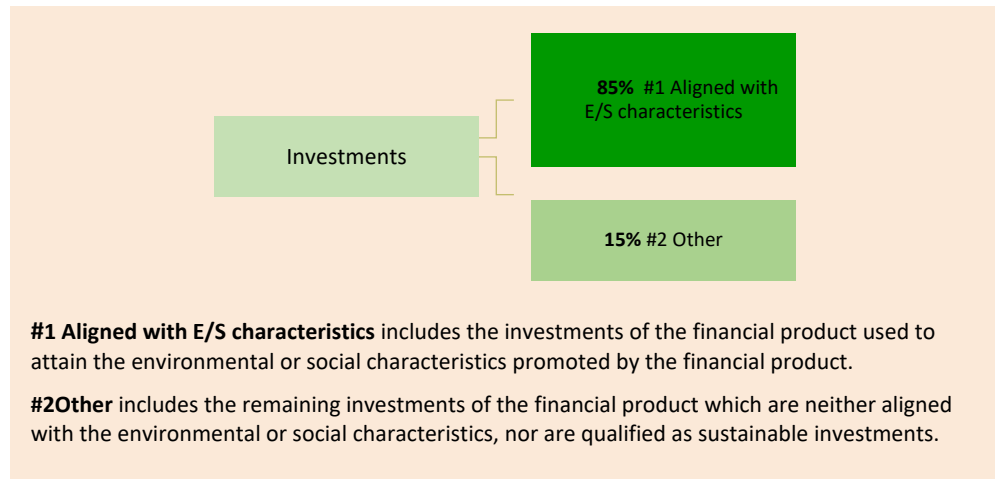 85% #1 Aligned with
E/S characteristics
Investments
15% #2 Other
#1 Aligned with E/S characteristics includes the investments of the financial product used to
attain the environmental or social characteristics promoted by the financial product.
#2Other includes the remaining investments of the financial product which are neither aligned
with the environmental or social characteristics, nor are qualified as sustainable investments.